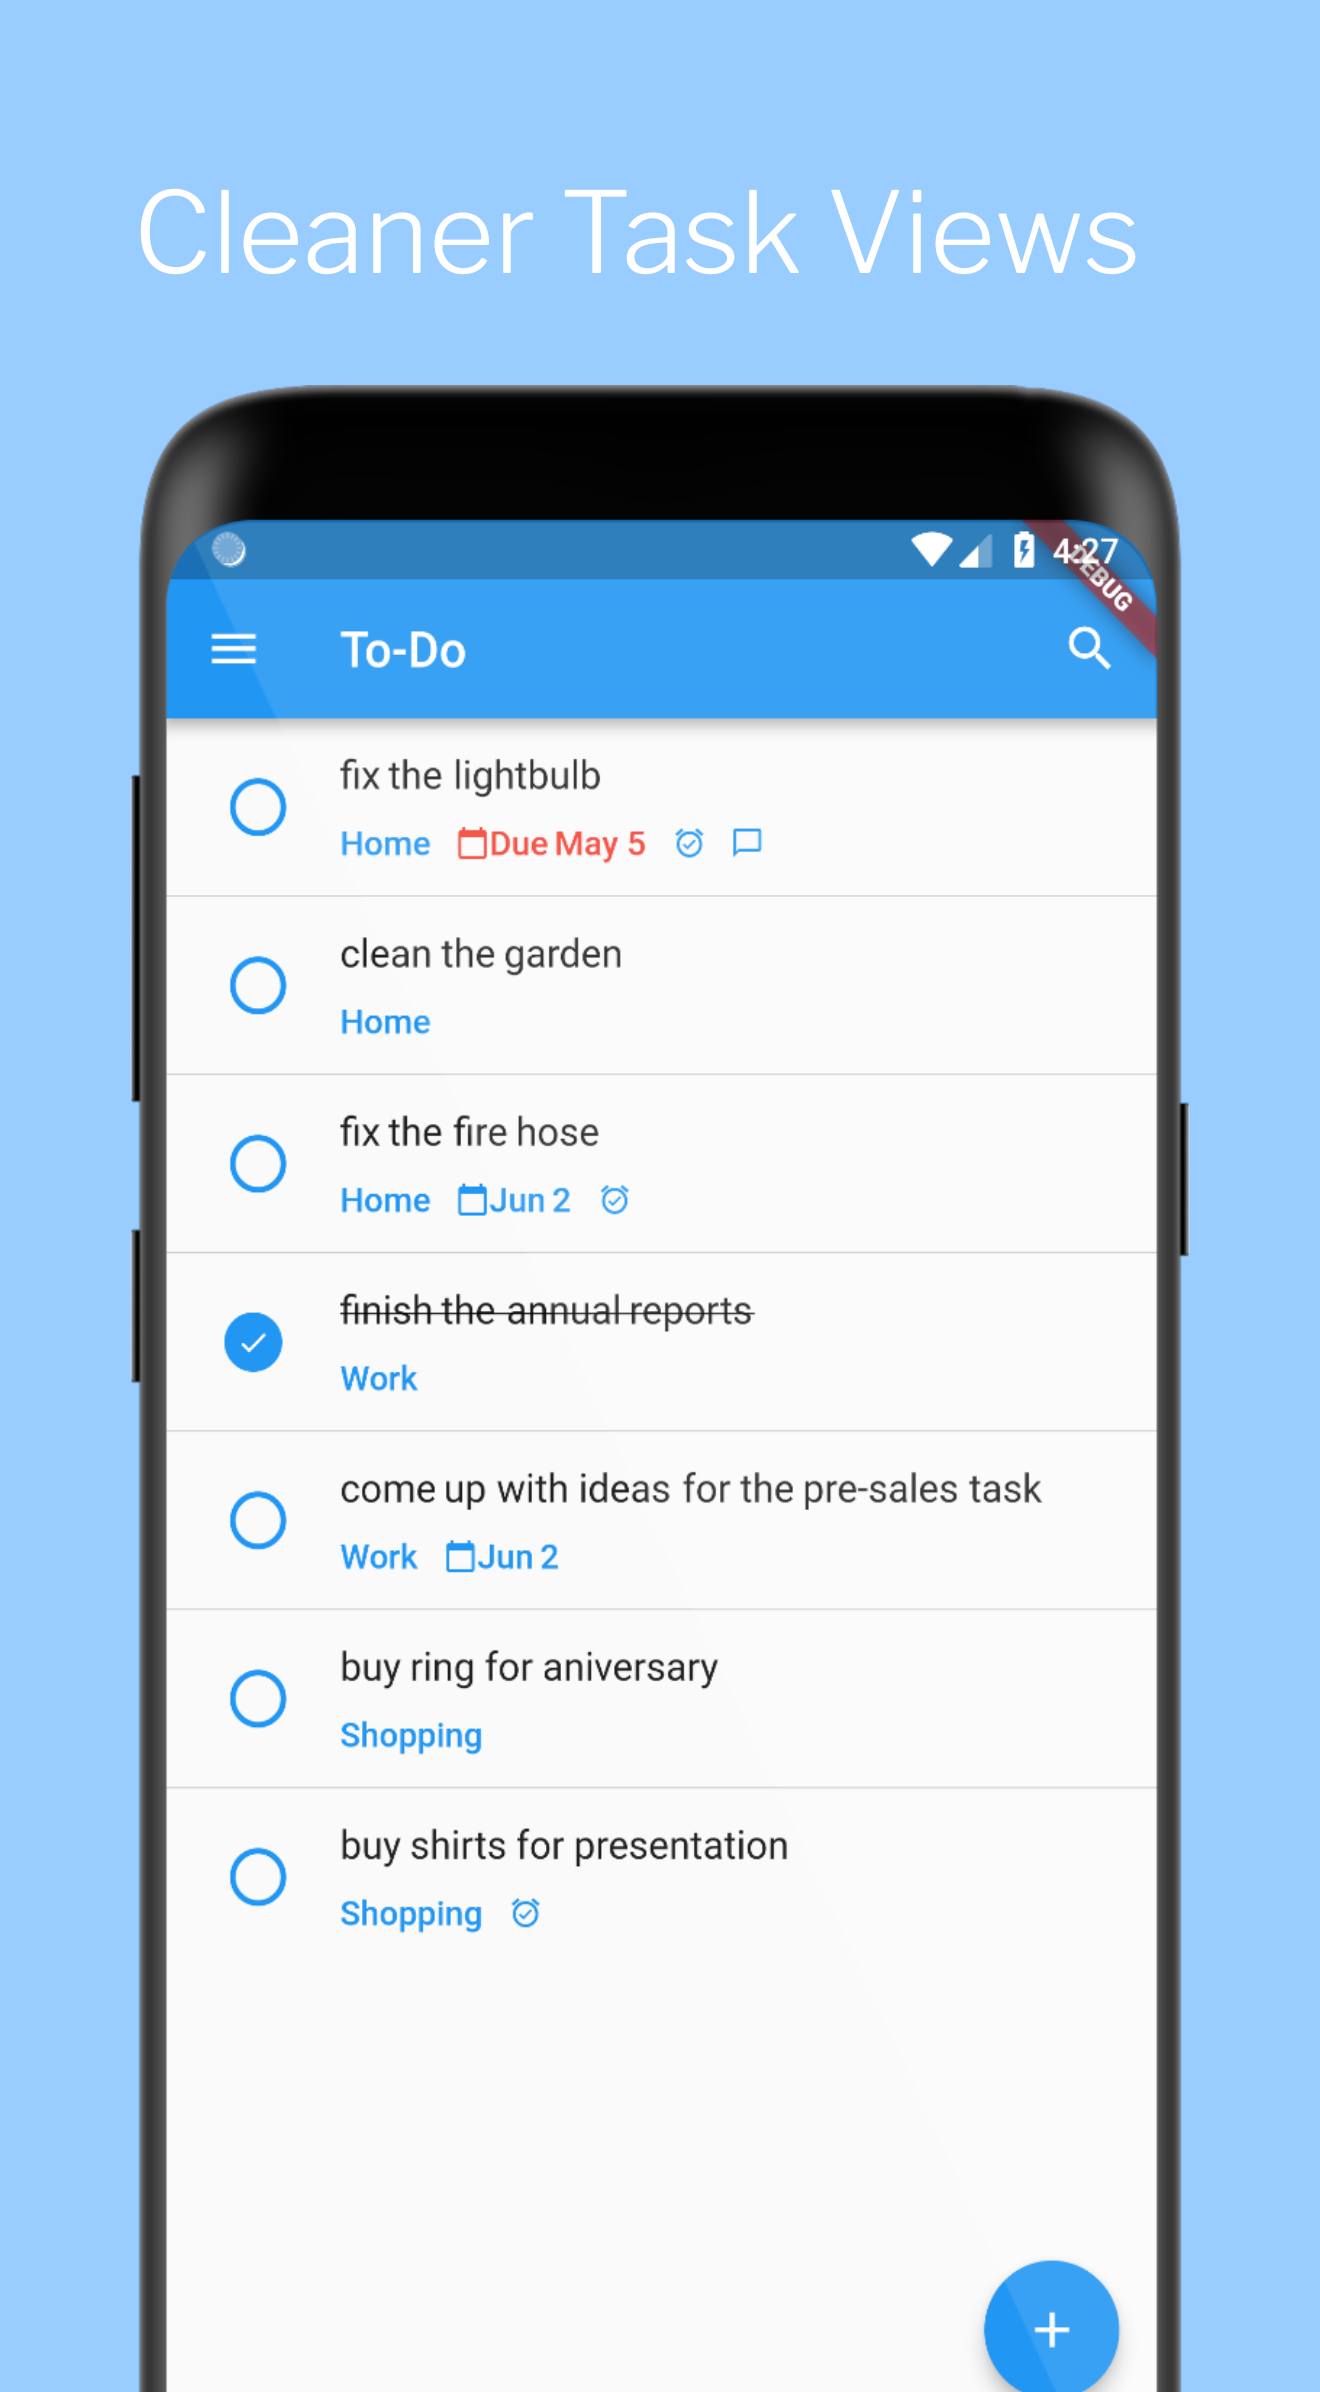 Cleaner Task Views
4:27
DEBUG
To-Do
fix the lightbulb
Home Due May 5
clean the garden
Home
fix the fire hose
Home Jun 2
finish the annual reports
Work
come up with ideas for the pre-sales task
Work Jun 2
buy ring for aniversary
Shopping
buy shirts for presentation
Shopping